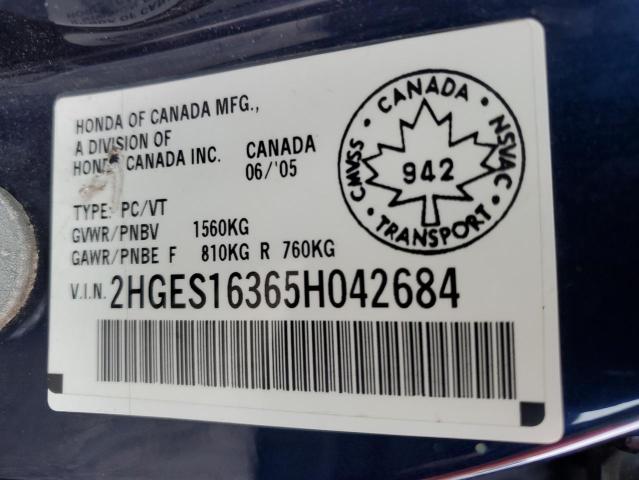 HONDA OF CANADA MFG.,
A DIVISION OF
HONDA CANADA INC. CANADA
06/'05
TYPE: PC/VT
GVWR/PNBV 1560KG
GAWR/PNBE F 810KG R 760KG
V.I.N. 2HGES16365H042684
CANADA
CMVSS 942 NSVAC
TRANSPORT